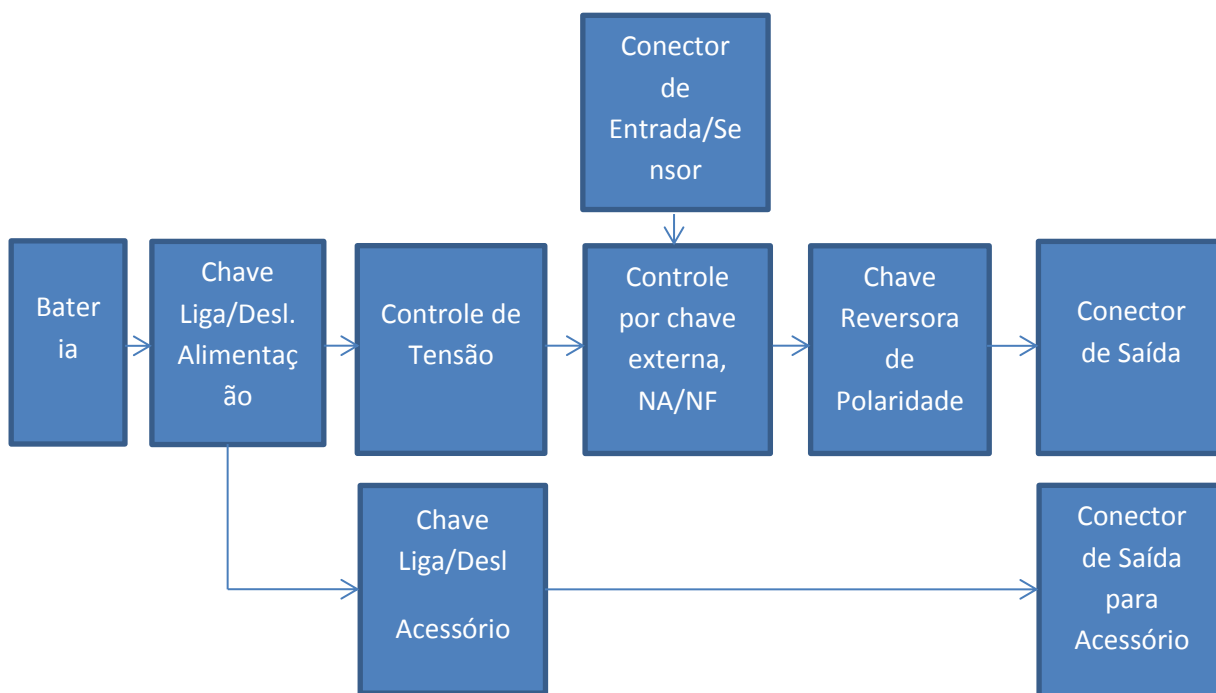 Conector
de
Entrada/Se
nsor
Bater
ia
Chave
Liga/Desl.
Alimentaç
ão
Controle de
Tensão
Controle
por chave
externa,
NA/NF
Chave
Reversora
de
Polaridade
Conector
de Saída
Chave
Liga/Desl
Acessório
Conector
de Saída
para
Acessório